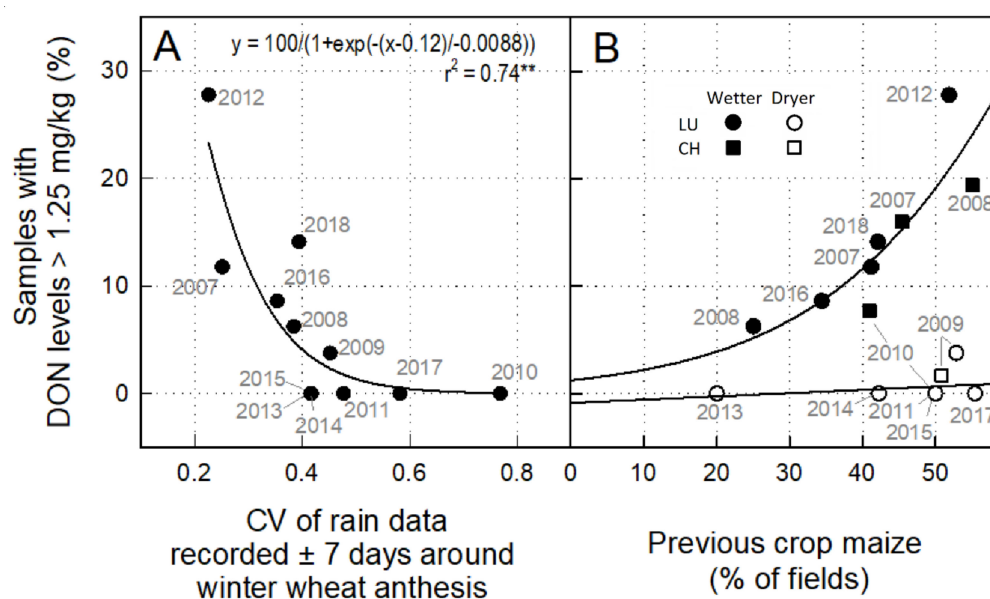 A
y = 100/(1+exp(-(x-0.12)/-0.0088))
r² = 0.74**
Samples with
DON levels > 1.25 mg/kg (%)
30
20
10
0
2012
2018
2007
2016
2008
2009
2015
2013
2014
2011
2017
2010
0.2
0.4
0.6
0.8
CV of rain data
recorded ± 7 days around
winter wheat anthesis
B
Wetter Dryer
LU
CH
2012
2007
2008
2018
2007
2016
2008
2009
2010
2013
2014
2011
2015
2017
0
10
20
30
40
50
Previous crop maize
(% of fields)